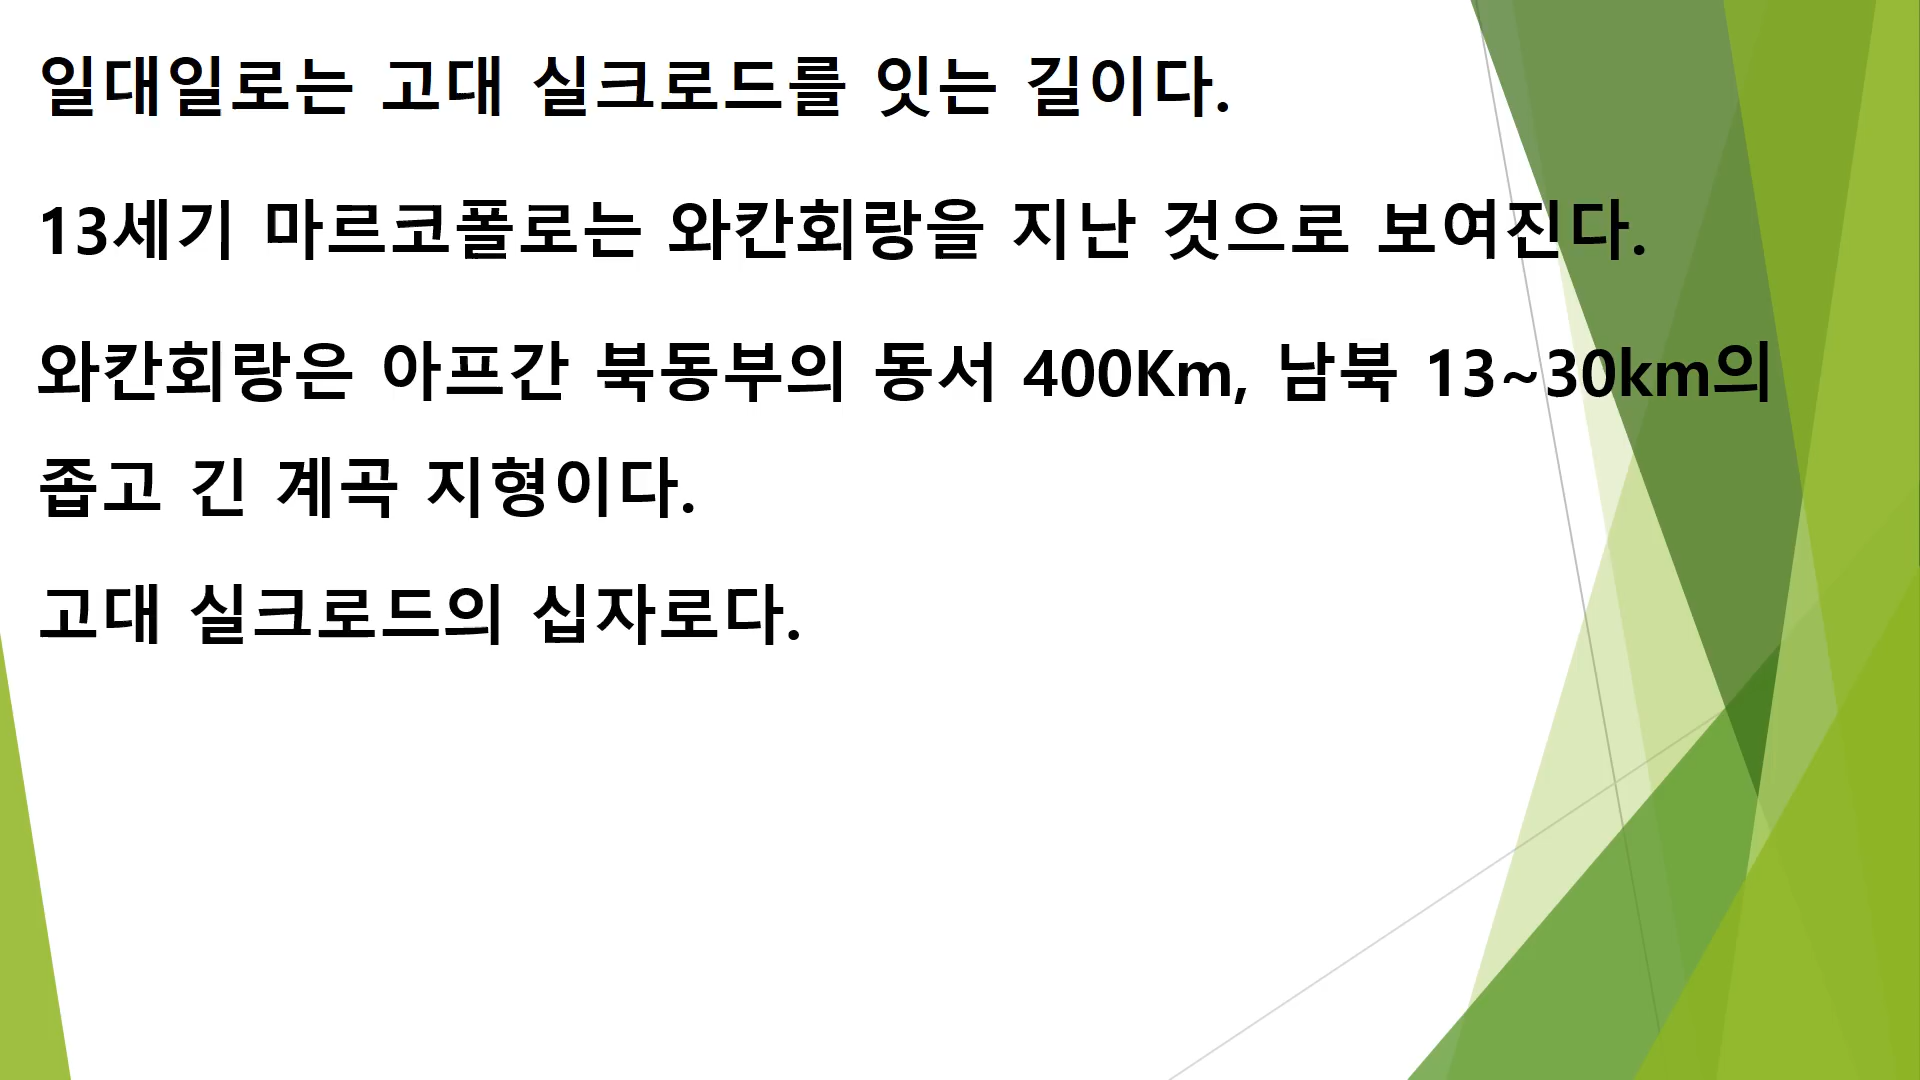 일대일로는 고대 실크로드를 잇는 길이다.
13세기 마르코폴로는 와칸회랑을 지난 것으로 보여진다.
와칸회랑은 아프간 북동부의 동서 400Km, 남북 13~30km의
좁고 긴 계곡 지형이다.
고대 실크로드의 십자로다.